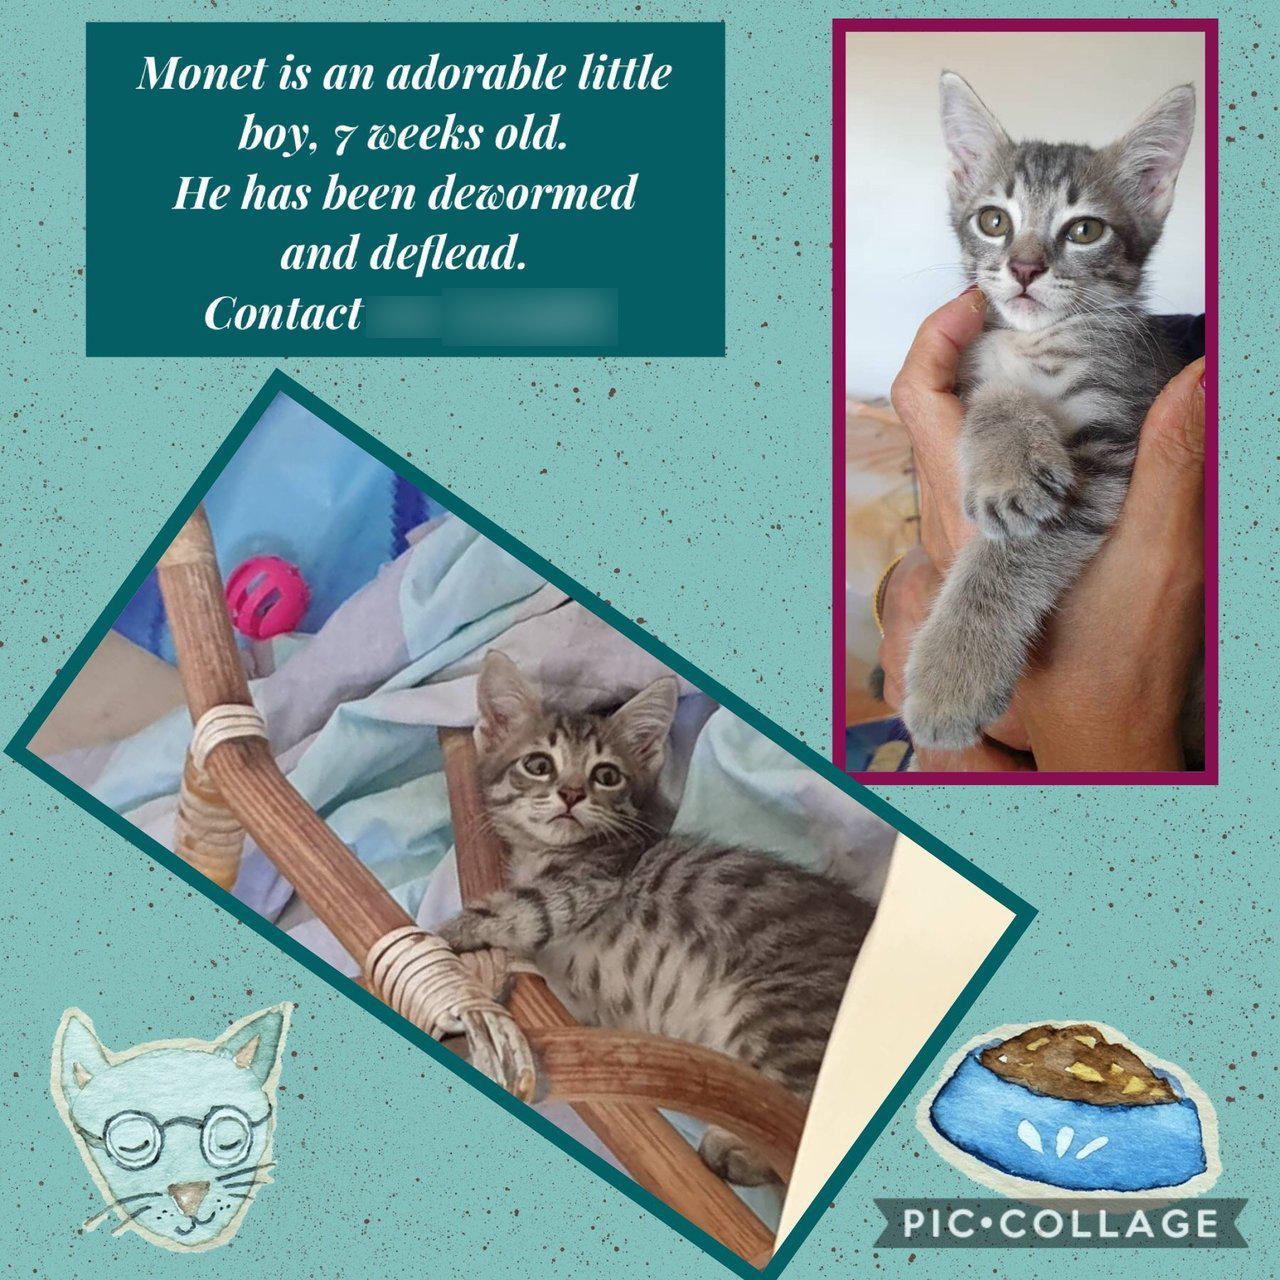 Monet is an adorable little
boy, 7 weeks old.
He has been dewormed
and deflead.
Contact
PIC•COLLAGE